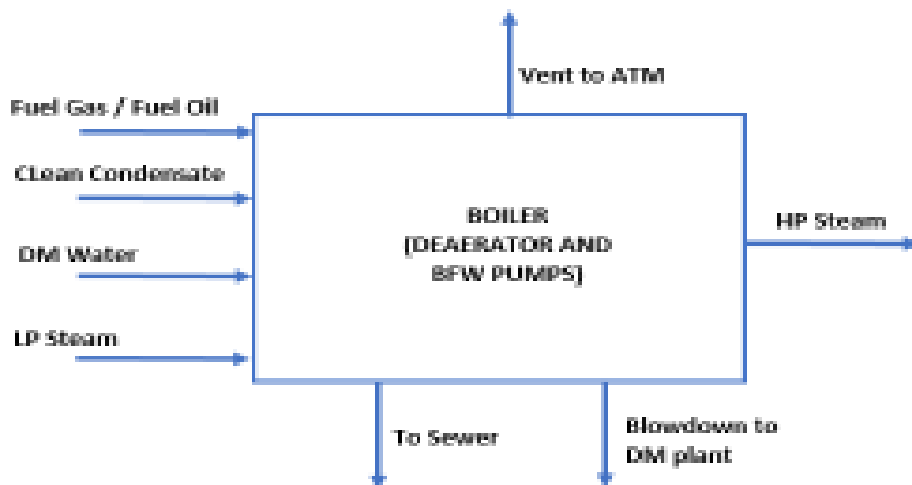 Vent to ATM
Fuel Gas / Fuel Oil
CLean Condensate
BOILER
HP Steam
(DEAERATOR AND
DM Water
BFW PUMPS)
LP Steam
To Sewer
Blowdown to
DM plant